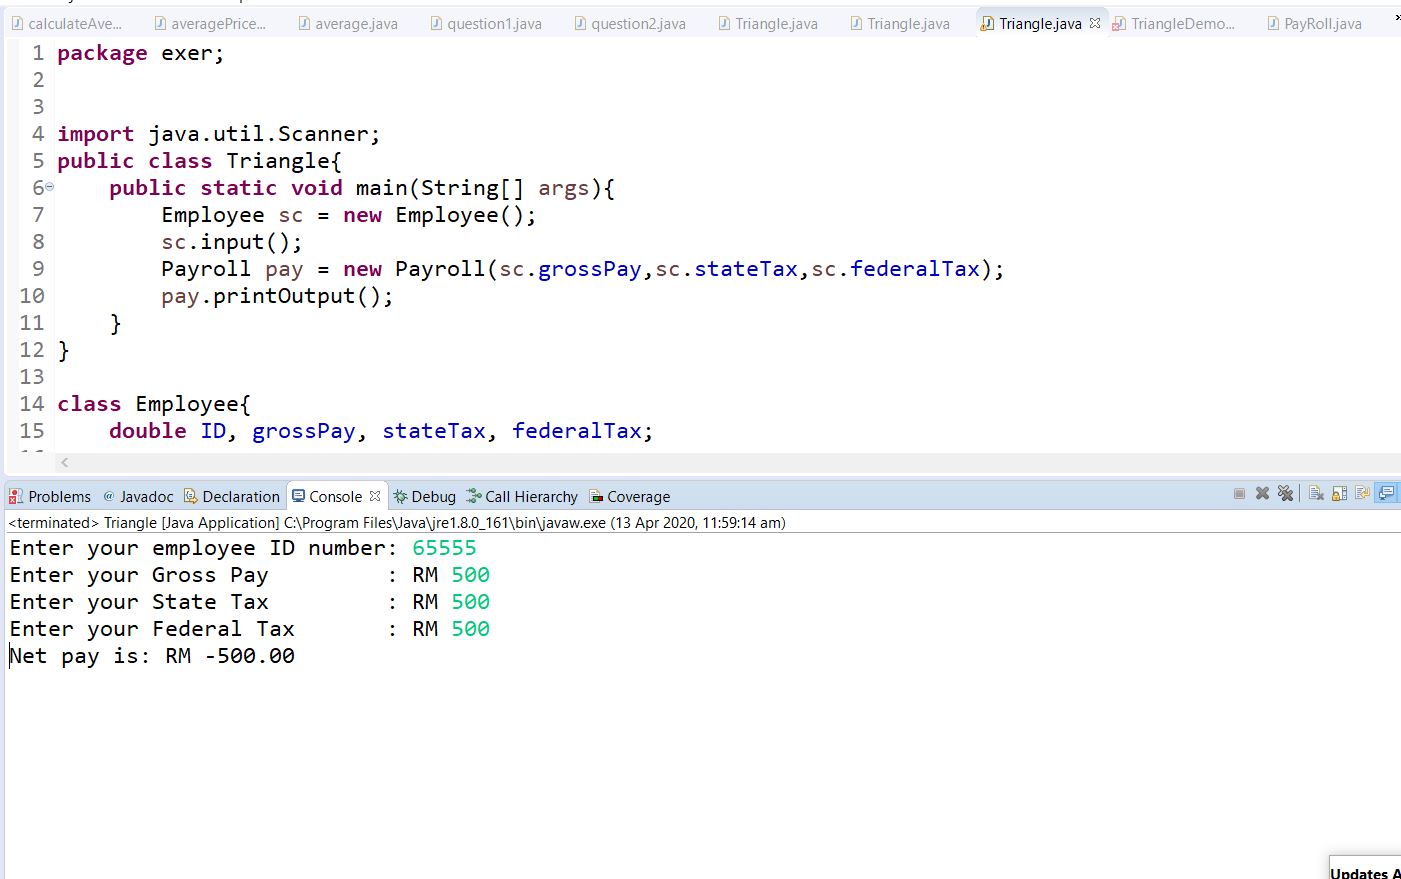 calculateAve... averagePrice... average.java question1.java question2.java Triangle.java Triangle.java Triangle.java TriangleDemo... PayRoll.java
1 package exer;
2
3
4 import java.util.Scanner;
5 public class Triangle{
6 public static void main(String[] args){
7 Employee sc = new Employee();
8 sc.input();
9 Payroll pay = new Payroll(sc.grossPay,sc.stateTax,sc.federalTax);
10 pay.printOutput();
11 }
12 }
13
14 class Employee{
15 double ID, grossPay, stateTax, federalTax;
Problems @ Javadoc Declaration Console Debug Call Hierarchy Coverage
<terminated> Triangle [Java Application] C:\Program Files\Java\jre1.8.0_161\bin\javaw.exe (13 Apr 2020, 11:59:14 am)
Enter your employee ID number: 65555
Enter your Gross Pay : RM 500
Enter your State Tax : RM 500
Enter your Federal Tax : RM 500
Net pay is: RM -500.00
Updates A